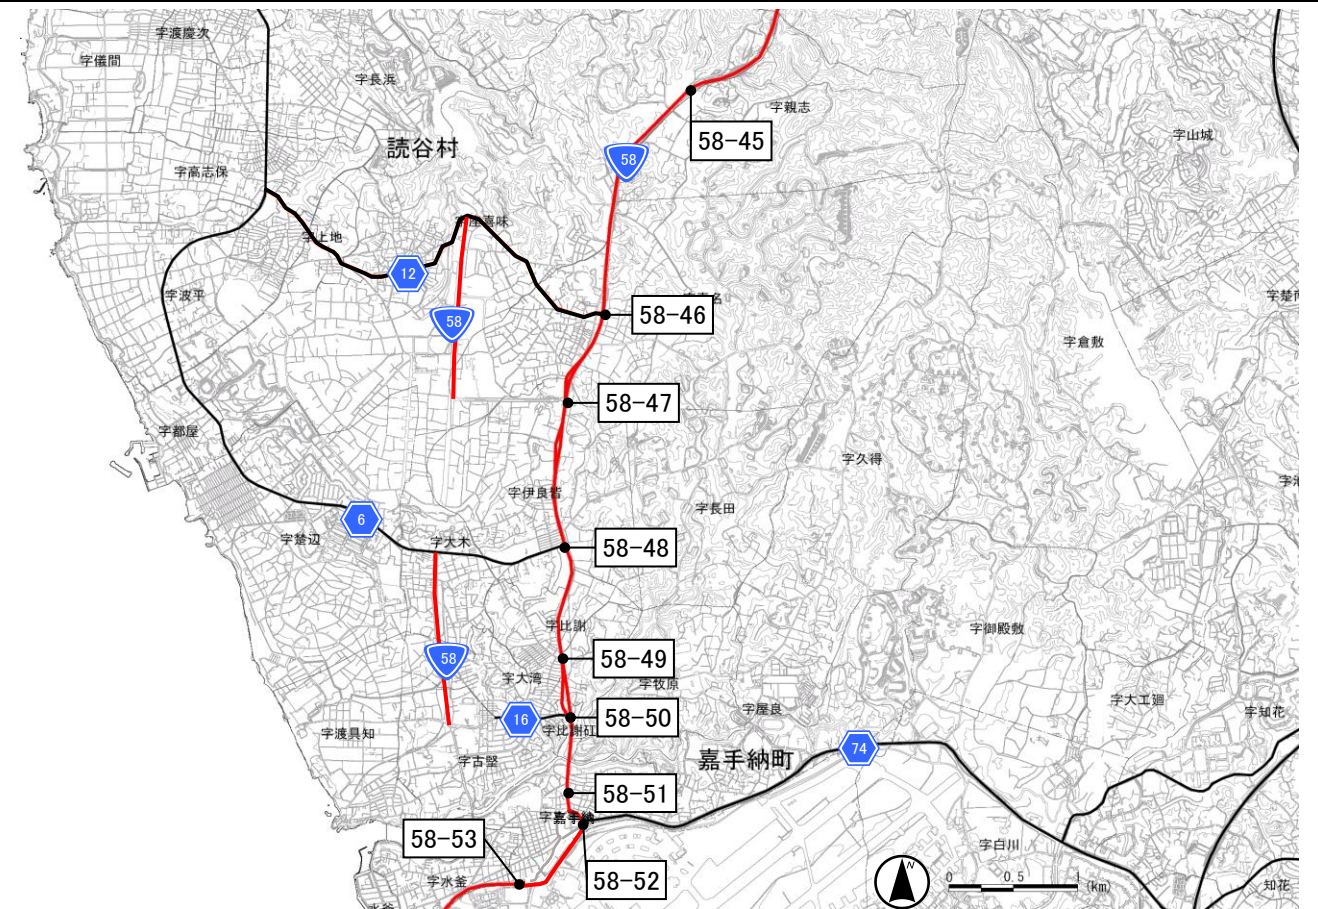 字渡慶次
字儀間
字長浜
字親志
58-45
字山城
読谷村
58
字高志保
字座喜味
字上地
12
字波平
58
58-46
字倉敷
58-47
字都屋
字久得
字伊良皆
字長田
6
字楚辺
字大木
58-48
字比謝
字御殿敷
58
58-49
字大湾
字牧原
字大工廻
字屋良
字知花
16
58-50
字渡具知
字比謝矼
74
嘉手納町
字古堅
58-51
字嘉手納
58-53
字白川
字水釜
58-52
N
0 0.5 1
(km)
知花
水釜